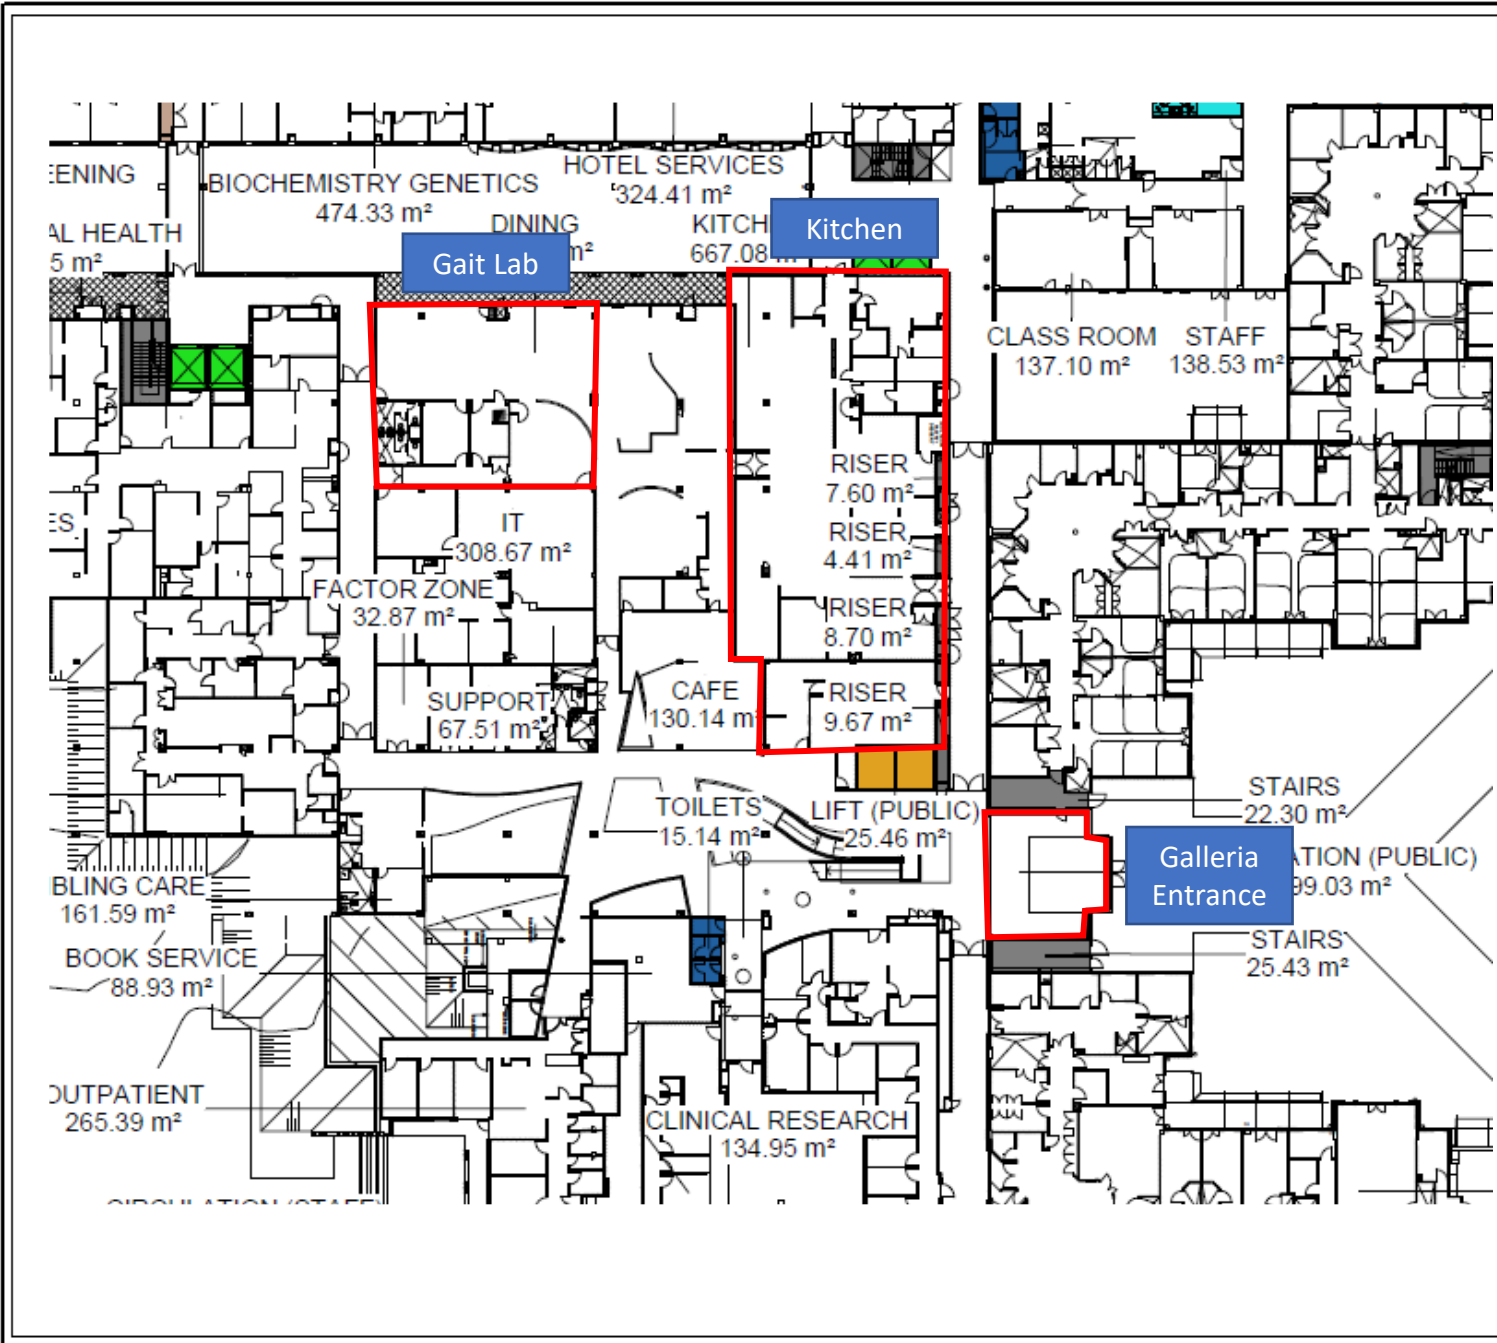 EENING
BIOCHEMISTRY GENETICS
474.33 m²
HOTEL SERVICES
324.41 m²
AL HEALTH
5 m²
DINING
m²
KITCH
667.08
Gait Lab
Kitchen
CLASS ROOM
137.10 m²
STAFF
138.53 m²
RISER
7.60 m²
ES
IT
308.67 m²
RISER
4.41 m²
FACTOR ZONE
32.87 m²
RISER
8.70 m²
SUPPORT
67.51 m²
CAFE
130.14 m²
RISER
9.67 m²
TOILETS
15.14 m²
LIFT (PUBLIC)
25.46 m²
STAIRS
22.30 m²
Galleria
Entrance
ATION (PUBLIC)
99.03 m²
BLING CARE
161.59 m²
BOOK SERVICE
88.93 m²
STAIRS
25.43 m²
OUTPATIENT
265.39 m²
CLINICAL RESEARCH
134.95 m²
CIRCULATION (STAFF)